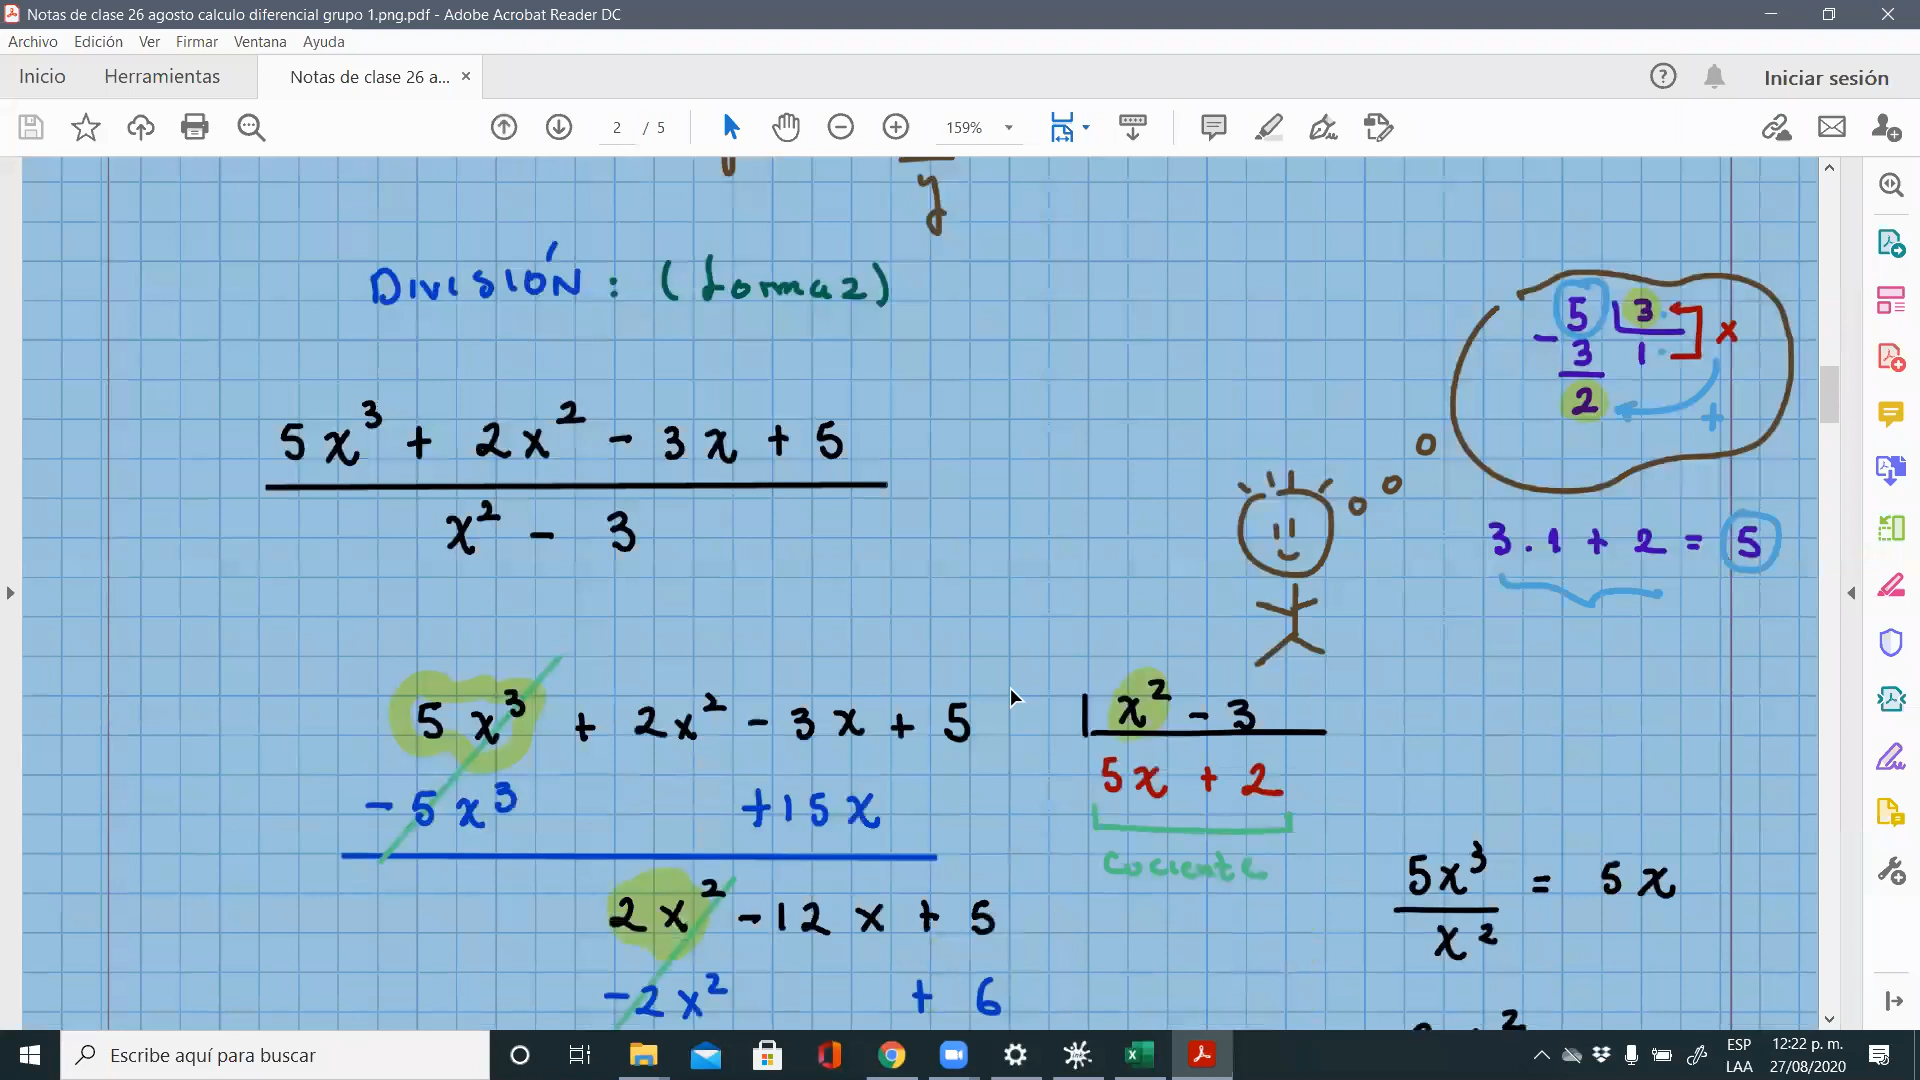 Notas de clase 26 agosto calculo diferencial grupo 1.png.pdf - Adobe Acrobat Reader DC
Archivo Edición Ver Firmar Ventana Ayuda
Inicio Herramientas Notas de clase 26 a... × Iniciar sesión
2 / 5 159%
y
DIVISIÓN : (forma 2)
5 3
- 3 1 x
2 +
5x³ + 2x² - 3x + 5
x² - 3
3 . 1 + 2 = 5
5x³ + 2x² - 3x + 5 x² - 3
- 5x³ + 15x 5x + 2
Cociente
2x² - 12x + 5
5x³ = 5x
x²
- 2x² + 6
Escribe aquí para buscar
ESP 12:22 p. m.
LAA 27/08/2020